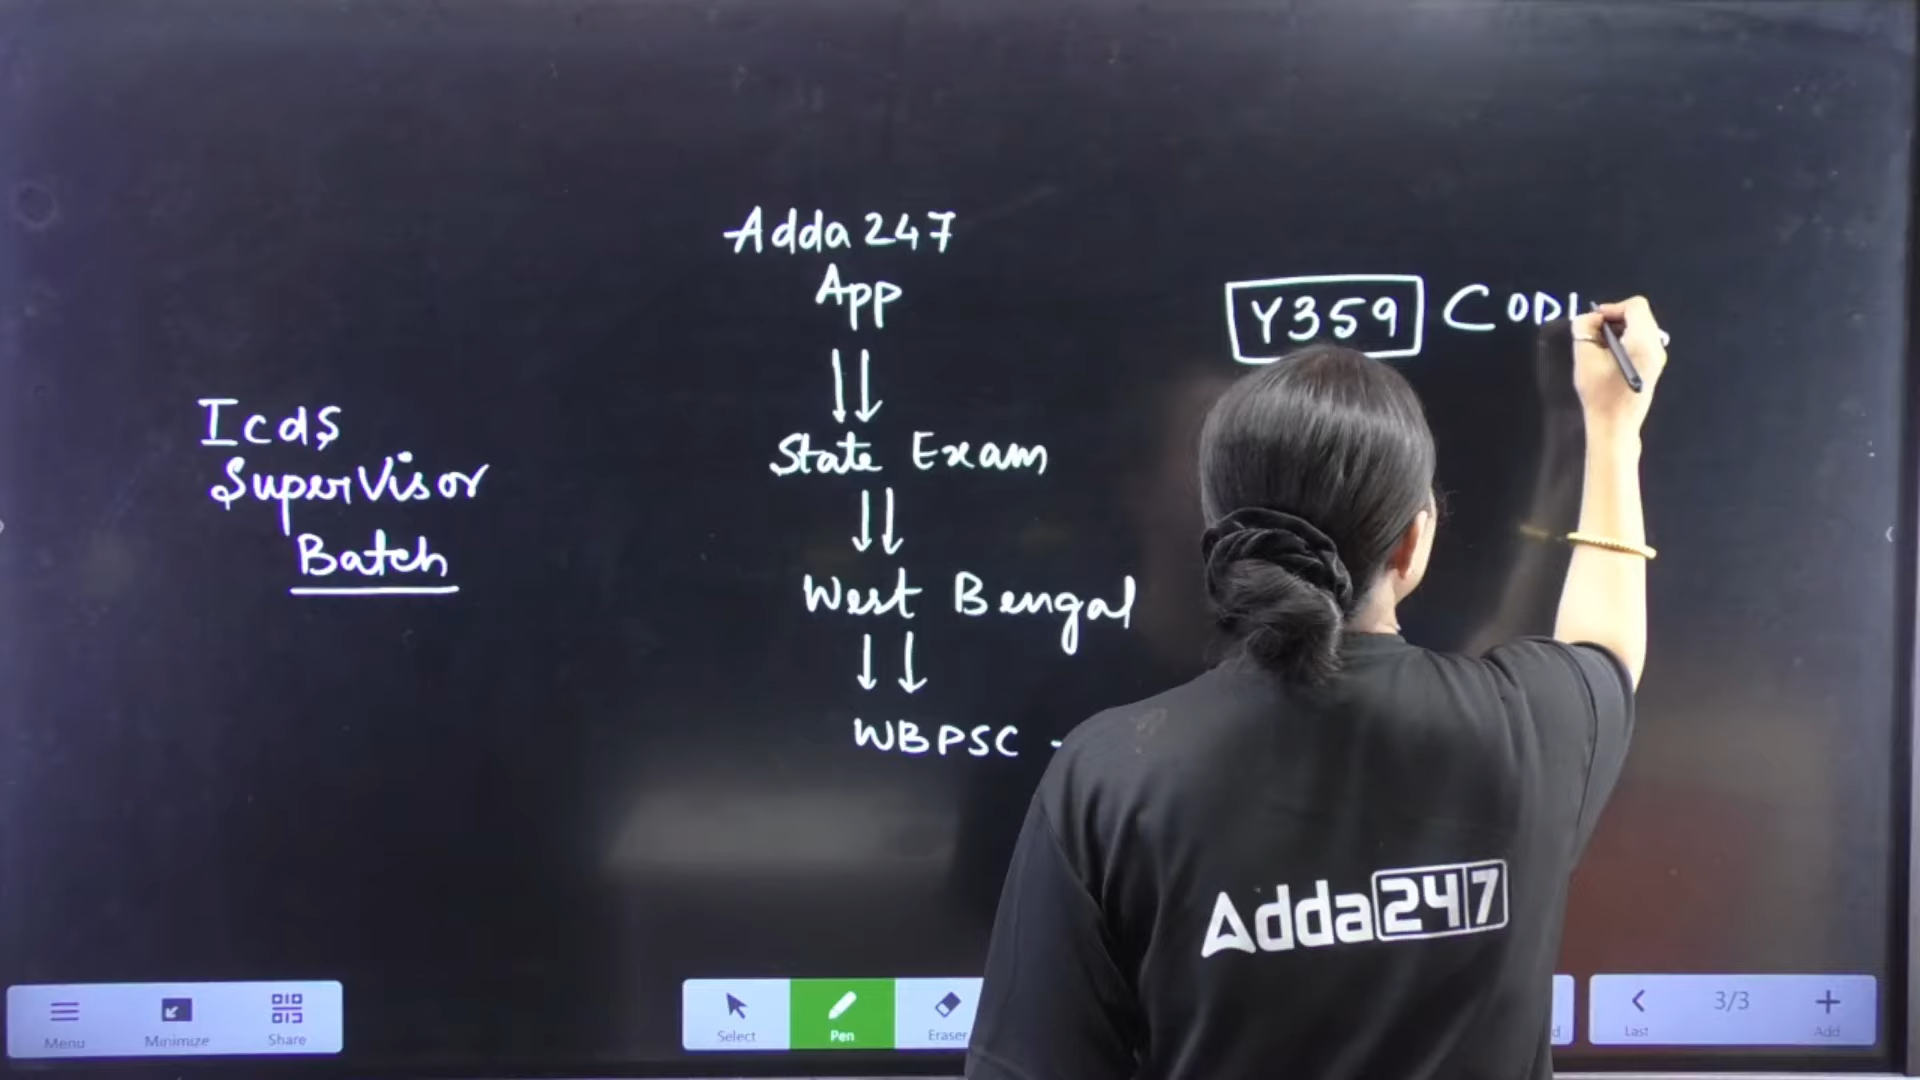 Adda247
App
State Exam
West Bengal
WBPSC -
Icds
Supervisor
Batch
Y359 COD
Adda247
Menu
Minimize
Share
Select
Pen
Eraser
Last
3/3
Add